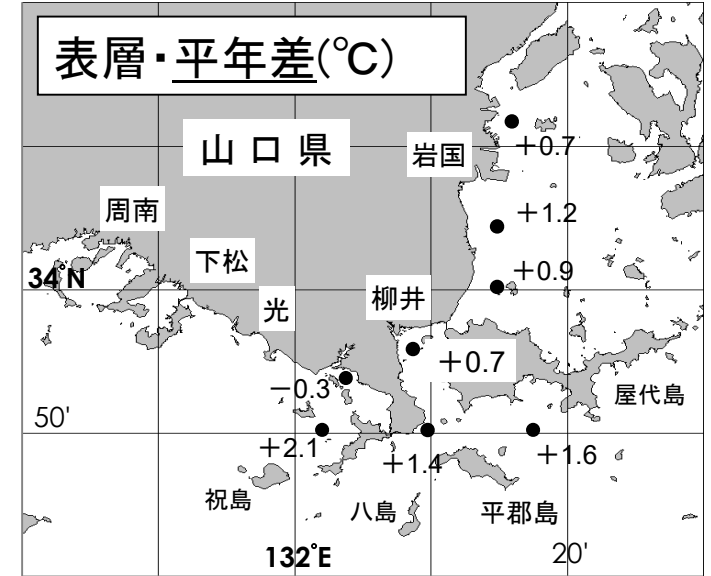 表層・平年差(℃)
山口県
岩国
+0.7
周南
+1.2
下松
+0.9
34°N
柳井
光
+0.7
−0.3
屋代島
50'
+2.1
+1.4
+1.6
祝島
八島
平郡島
132°E
20'